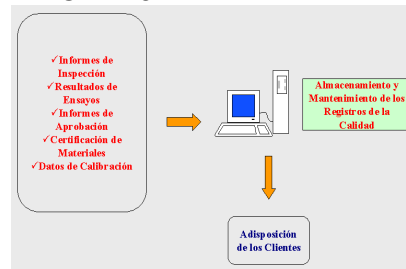 ✓Informes de
Inspección
✓Resultados de
Ensayos
✓Informes de
Aprobación
✓Certificación de
Materiales
✓Datos de Calibración
Almacenamiento y
Mantenimiento de los
Registros de la
Calidad
A disposición
de los Clientes